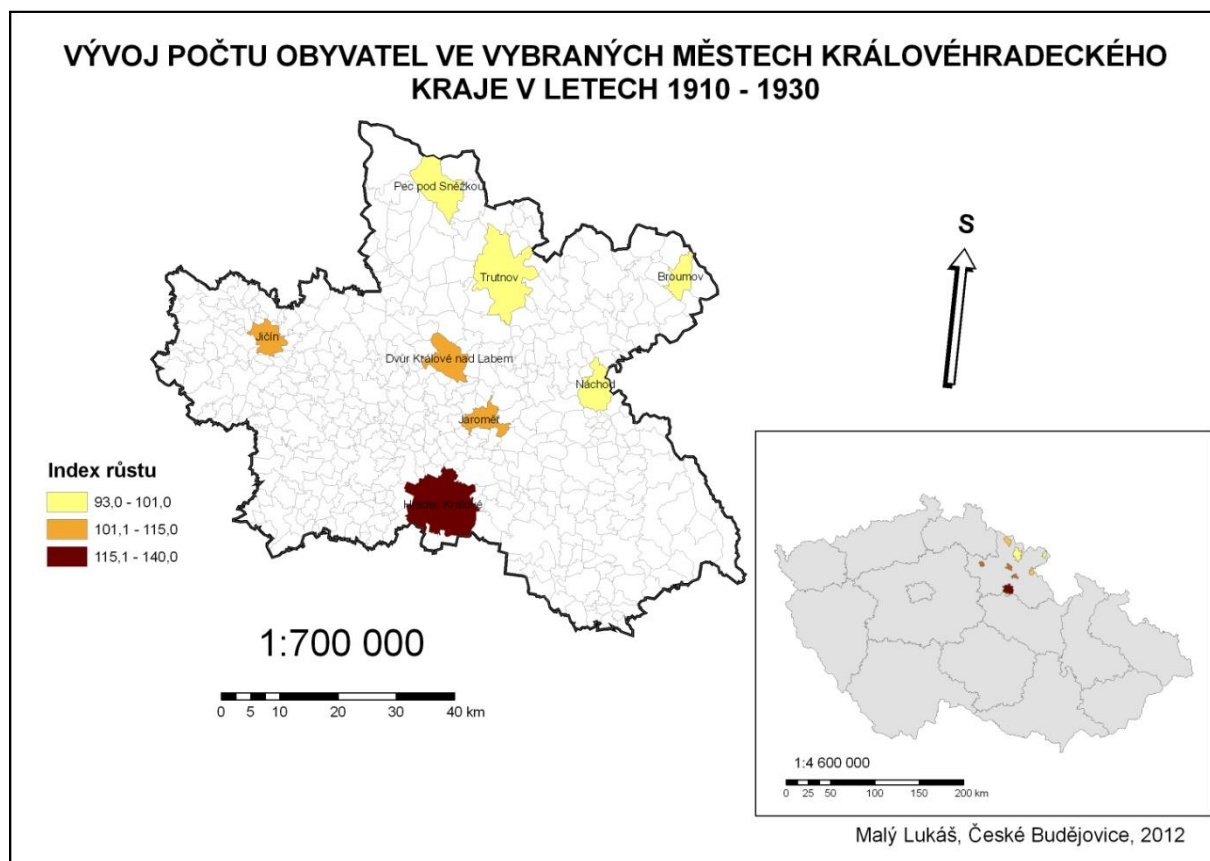 VÝVOJ POČTU OBYVATEL VE VYBRANÝCH MĚSTECH KRÁLOVÉHRADECKÉHO
KRAJE V LETECH 1910 - 1930
Pec pod Sněžkou
S
Trutnov
Broumov
Jičín
Dvůr Králové nad Labem
Náchod
Jaroměř
Index růstu
93,0 - 101,0
101,1 - 115,0
115,1 - 140,0
Hradec Králové
1:700 000
0 5 10 20 30 40 km
1:4 600 000
0 25 50 100 150 200 km
Malý Lukáš, České Budějovice, 2012